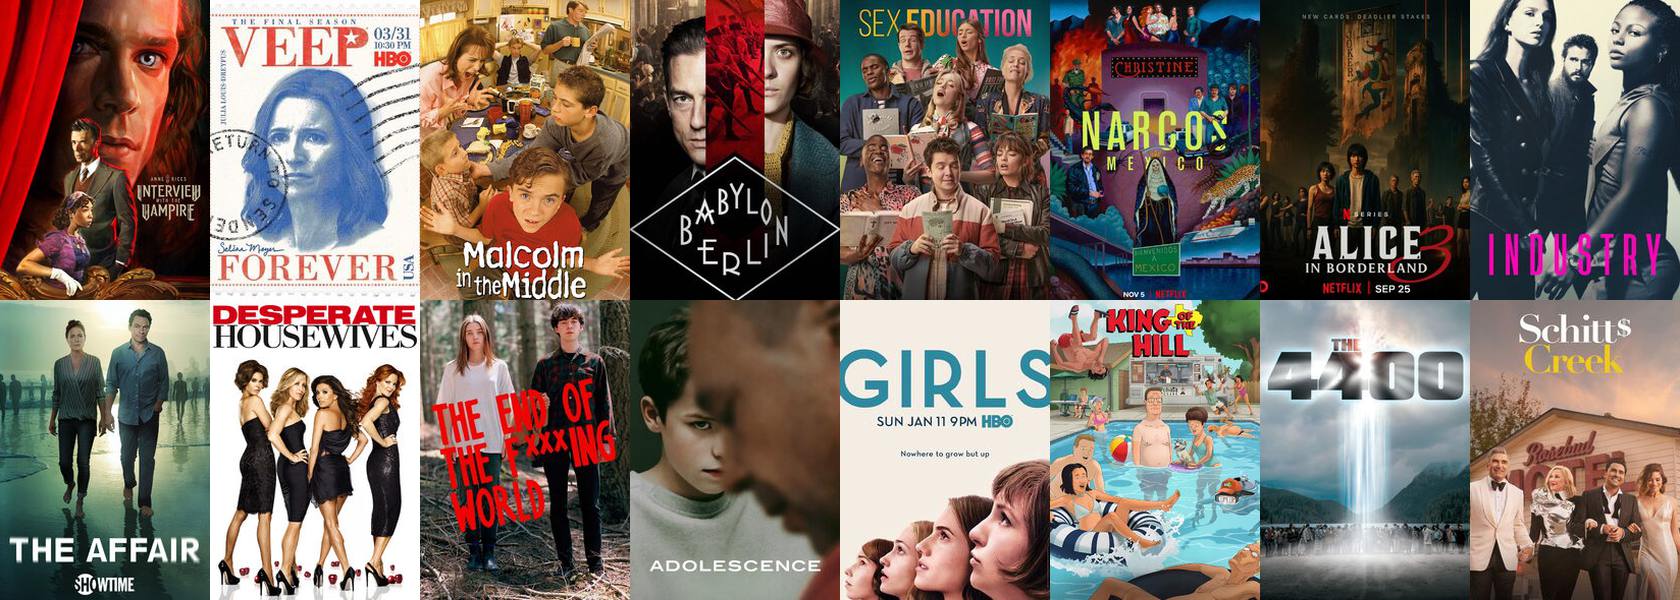 ANNE RICE'S
INTERVIEW
WITH THE
VAMPIRE
THE FINAL SEASON
VEEP
03/31
10:30 PM
HBO
JULIA LOUIS-DREYFUS
RETURN TO SENDER
Selina Meyer
FOREVER
USA
Malcolm
in the Middle
BABYLON
BERLIN
SEX EDUCATION
CHRISTINE
NARCOS
MEXICO
BIENVENIDOS
A
MEXICO
NOV 5 | NETFLIX
NEW CARDS. DEADLIER STAKES
N SERIES
ALICE 3
IN BORDERLAND
NETFLIX | SEP 25
INDUSTRY
THE AFFAIR
SHOWTIME
DESPERATE
HOUSEWIVES
THE END OF
THE FXXXING
WORLD
ADOLESCENCE
GIRLS
SUN JAN 11 9PM HBO
Nowhere to grow but up
KING OF THE
HILL
THE
4400
Schitt$
Creek
Rosebud
MOTEL